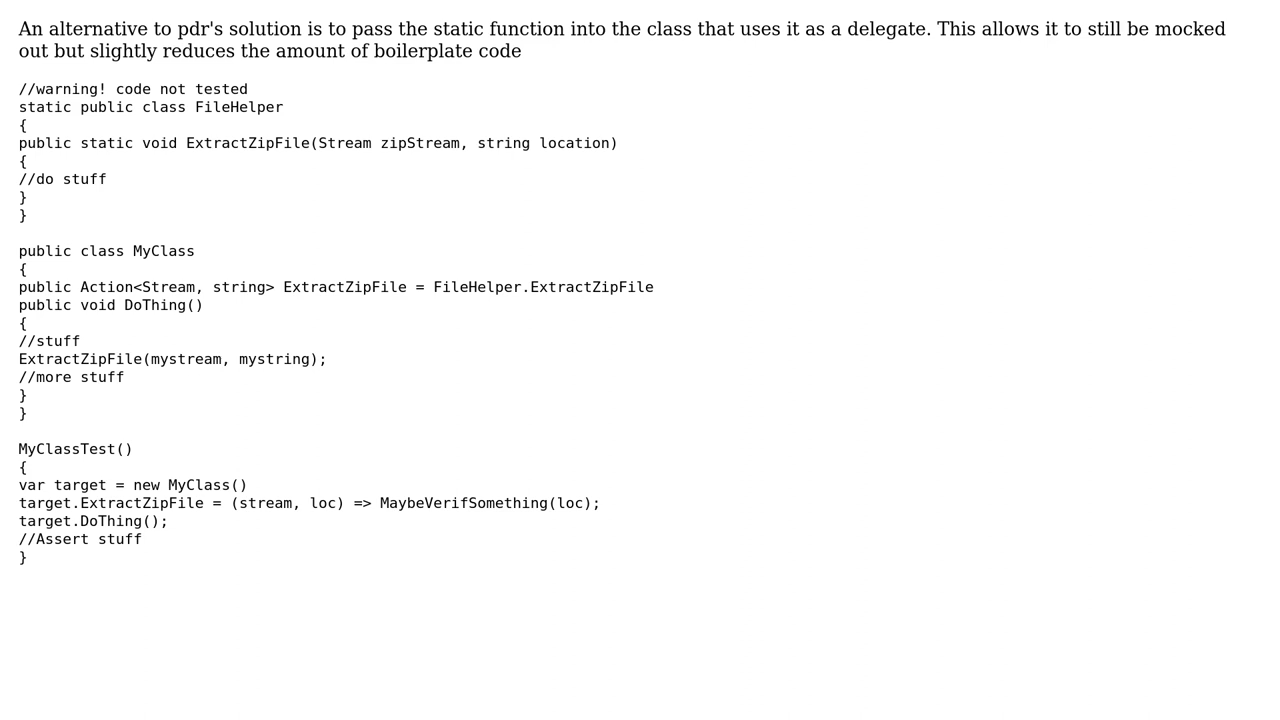 An alternative to pdr's solution is to pass the static function into the class that uses it as a delegate. This allows it to still be mocked
out but slightly reduces the amount of boilerplate code
//warning! code not tested
static public class FileHelper
{
public static void ExtractZipFile(Stream zipStream, string location)
{
//do stuff
}
}
public class MyClass
{
public Action<Stream, string> ExtractZipFile = FileHelper.ExtractZipFile
public void DoThing()
{
//stuff
ExtractZipFile(mystream, mystring);
//more stuff
}
}
MyClassTest()
{
var target = new MyClass()
target.ExtractZipFile = (stream, loc) => MaybeVerifSomething(loc);
target.DoThing();
//Assert stuff
}